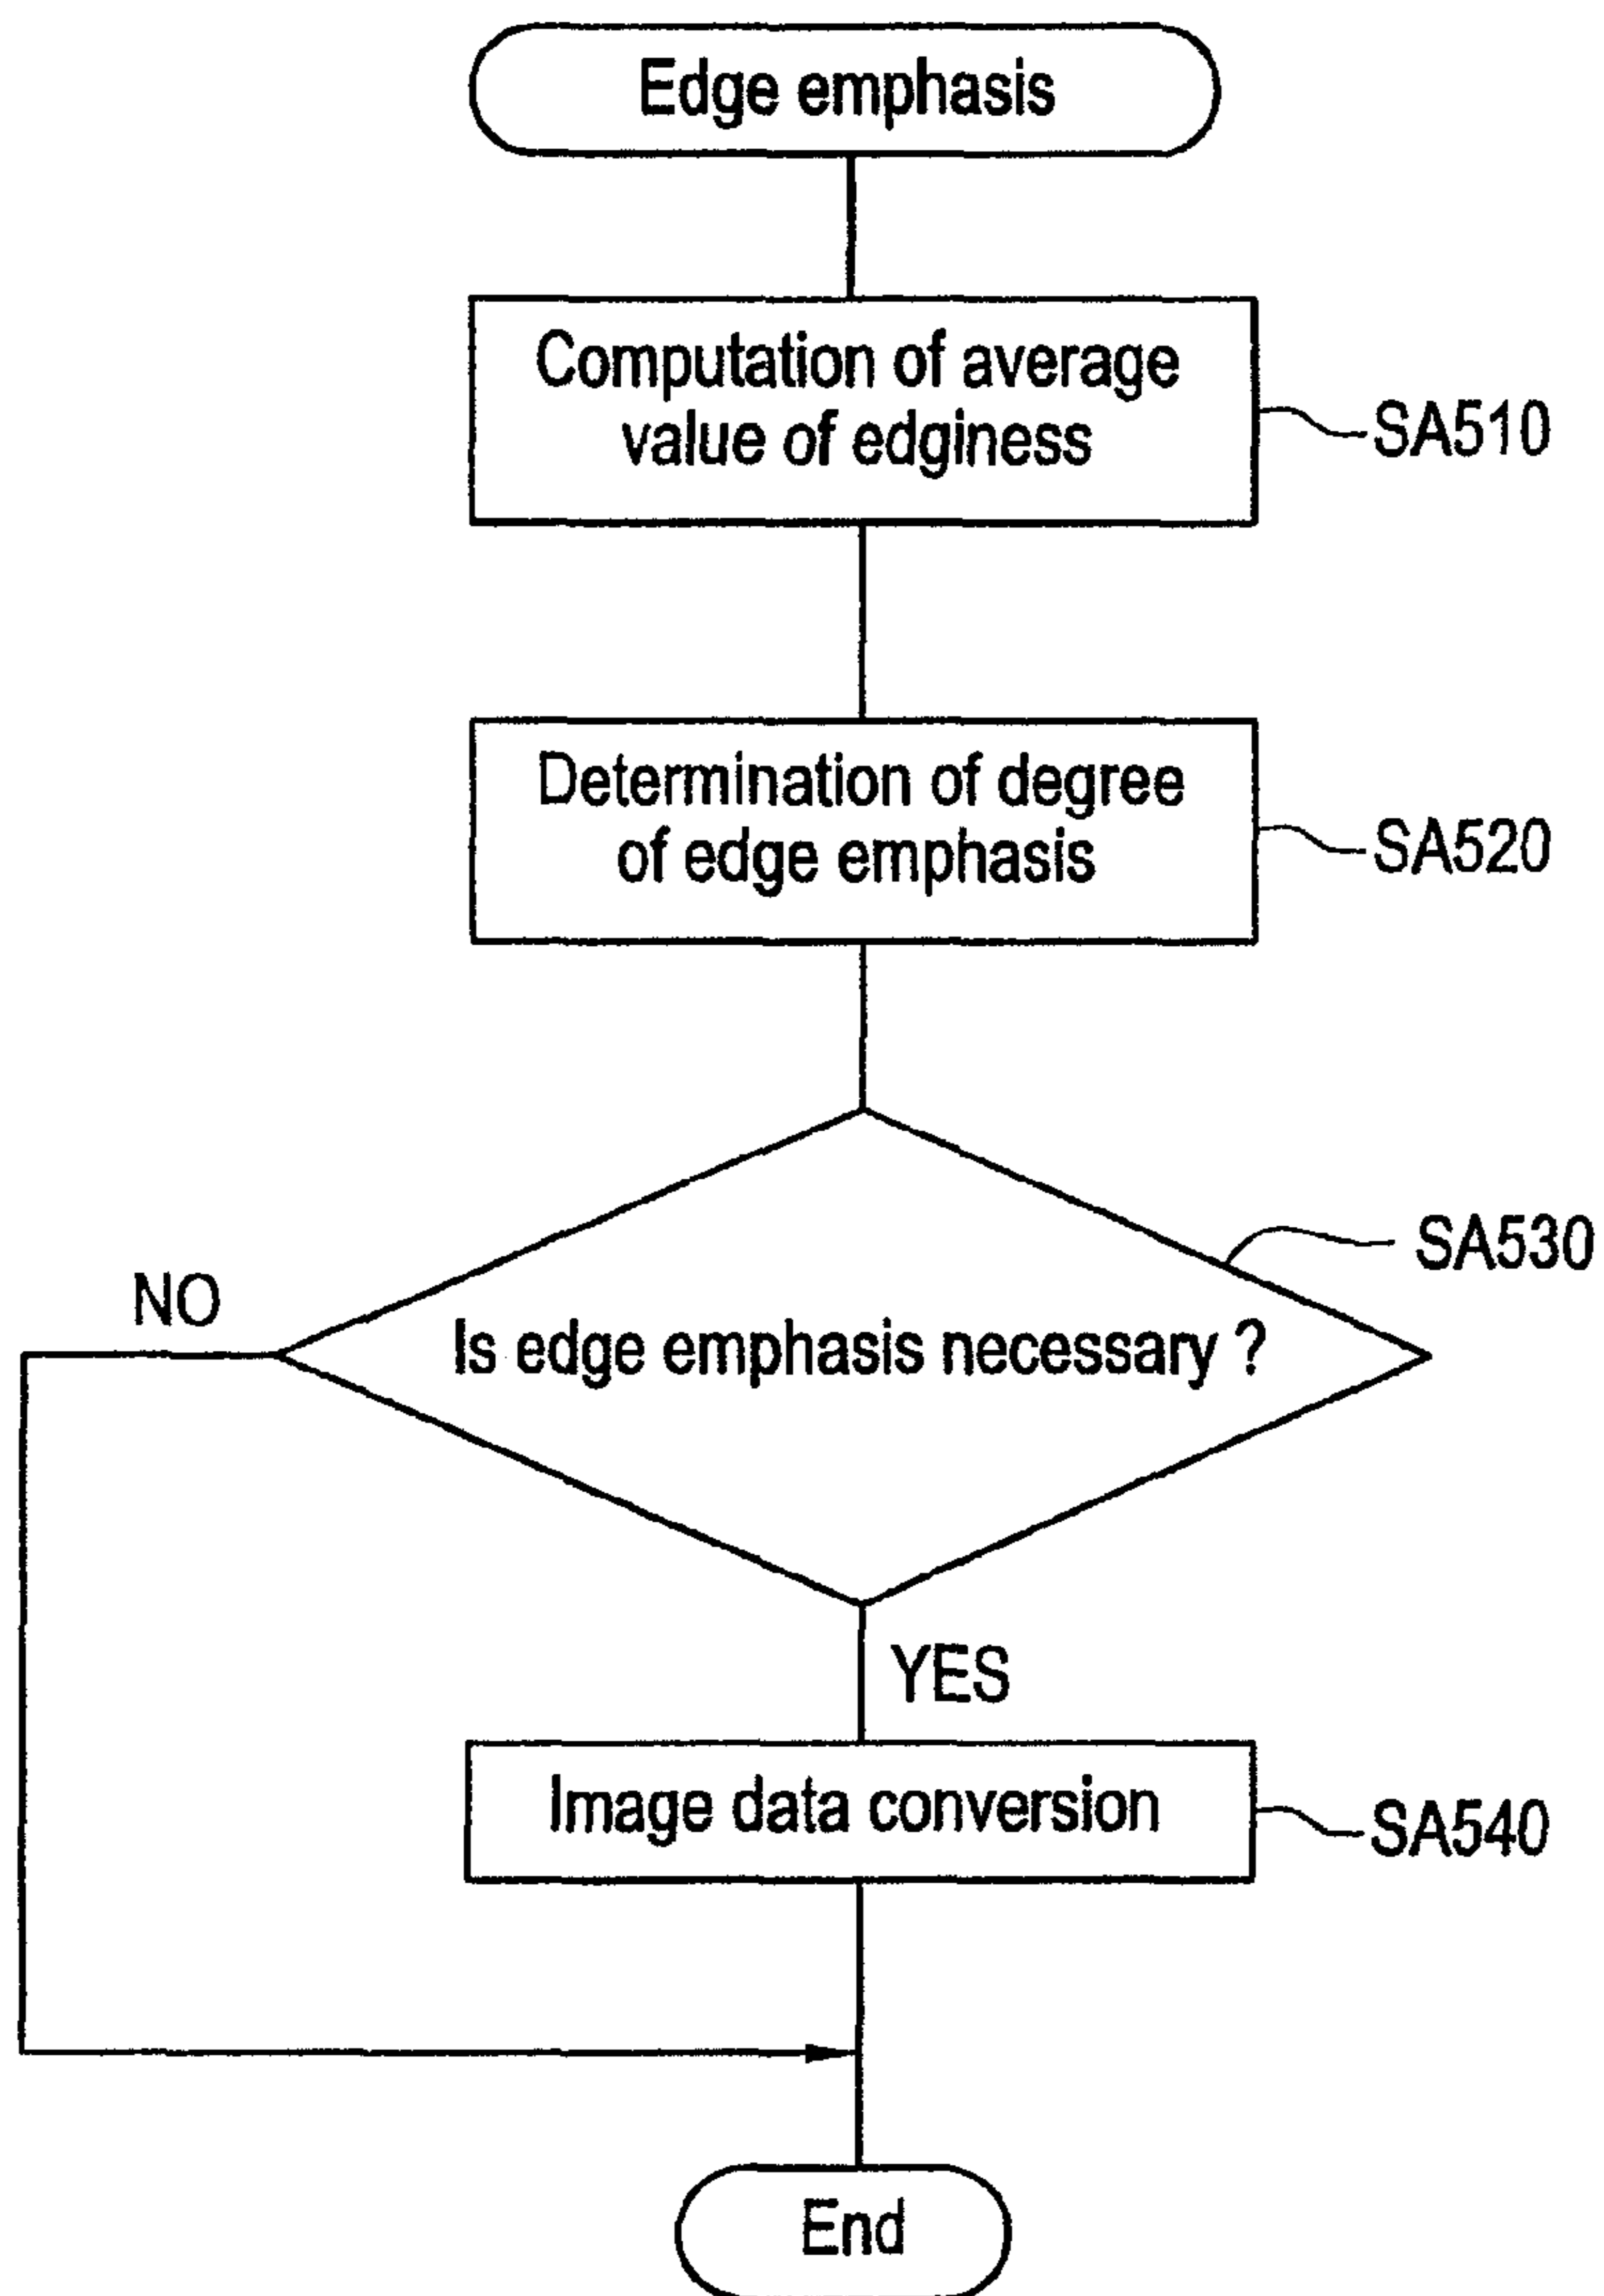 Edge emphasis
Computation of average
value of edginess
SA510
Determination of degree
of edge emphasis
SA520
SA530
NO
Is edge emphasis necessary ?
YES
Image data conversion
SA540
End